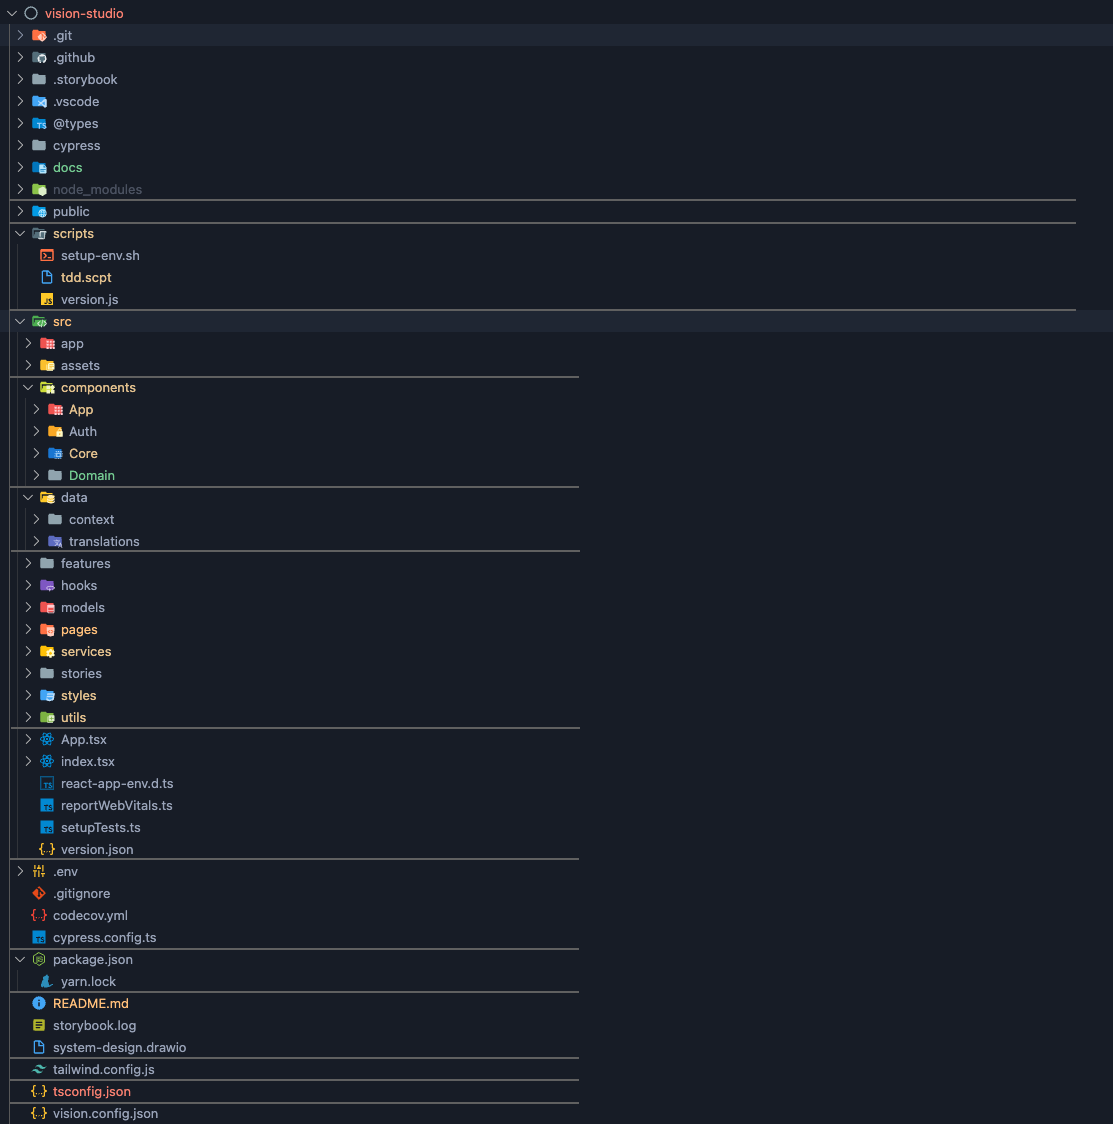 vision-studio
.git
.github
.storybook
.vscode
@types
cypress
docs
node_modules
public
scripts
setup-env.sh
tdd.scpt
version.js
src
app
assets
components
App
Auth
Core
Domain
data
context
translations
features
hooks
models
pages
services
stories
styles
utils
App.tsx
index.tsx
react-app-env.d.ts
reportWebVitals.ts
setupTests.ts
version.json
.env
.gitignore
codecov.yml
cypress.config.ts
package.json
yarn.lock
README.md
storybook.log
system-design.drawio
tailwind.config.js
tsconfig.json
vision.config.json